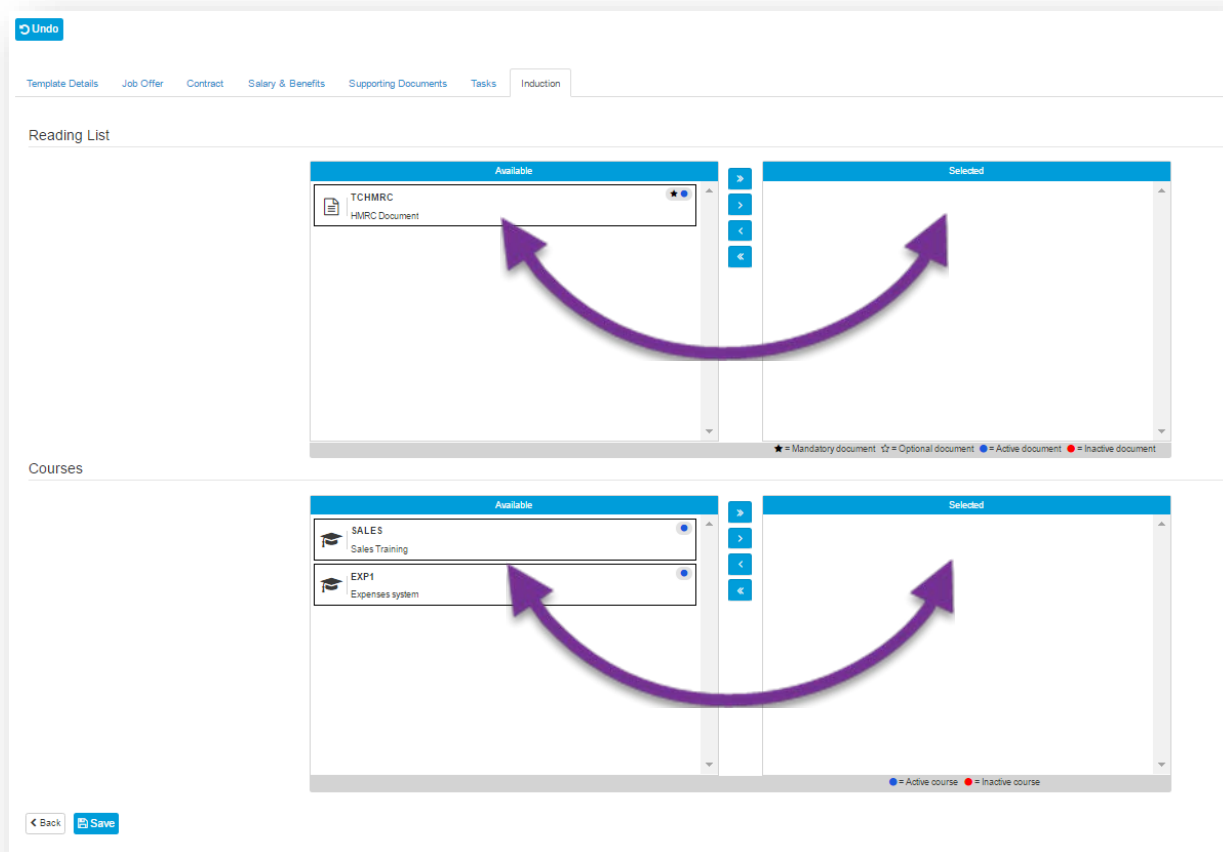 Undo
Template Details Job Offer Contract Salary & Benefits Supporting Documents Tasks Induction
Reading List
Available Selected
TCHMRC
HMRC Document
★ = Mandatory document ☆ = Optional document = Active document = Inactive document
Courses
Available Selected
SALES
Sales Training
EXP1
Expenses system
= Active course = Inactive course
Back Save